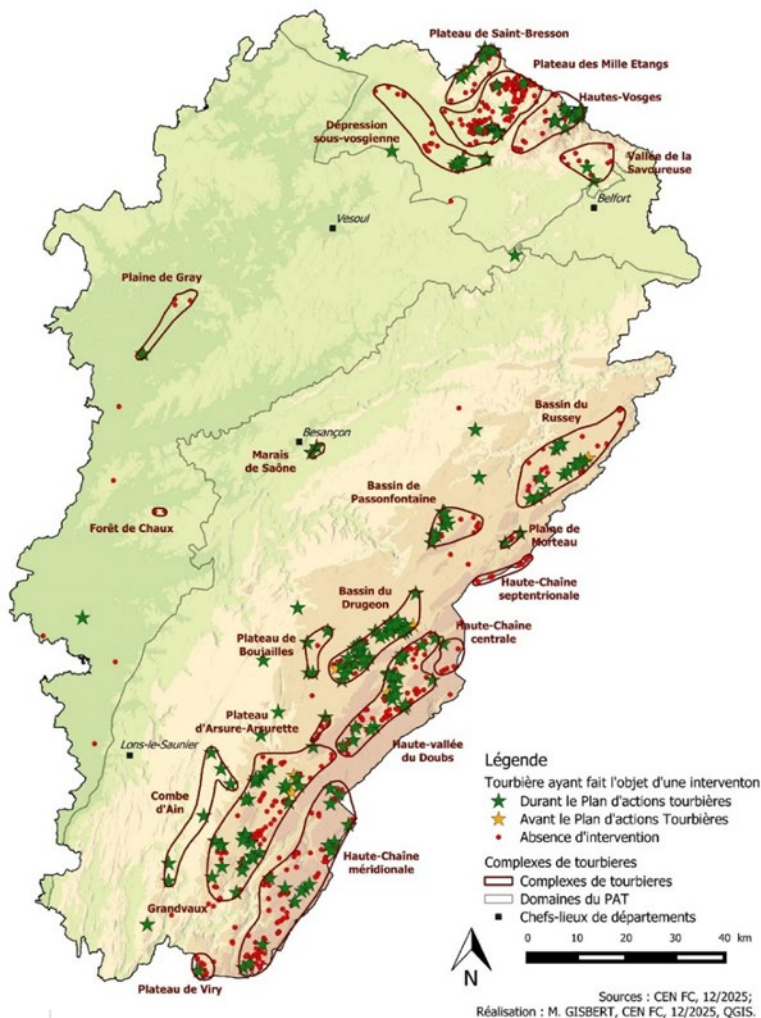 Plateau de Saint-Bresson
Plateau des Mille Etangs
Hautes-Vosges
Dépression
sous-vosgienne
Vallée de la
Savoureuse
Belfort
Vesoul
Plaine de Gray
Bassin du
Russey
Besançon
Marais
de Saône
Bassin de
Passonfontaine
Forêt de Chaux
Plaine de
Morteau
Haute-Chaîne
septentrionale
Bassin du
Drugeon
Haute-Chaîne
centrale
Plateau de
Boujailles
Plateau
d'Arsure-Arsurette
Lons-le-Saunier
Haute-vallée
du Doubs
Combe
d'Ain
Haute-Chaîne
méridionale
Grandvaux
Plateau de Viry
Légende
Tourbière ayant fait l'objet d'une interventon
Durant le Plan d'actions tourbières
Avant le Plan d'actions Tourbières
Absence d'intervention
Complexes de tourbieres
Complexes de tourbieres
Domaines du PAT
Chefs-lieux de départements
0 10 20 30 40 km
N
Sources : CEN FC, 12/2025;
Réalisation : M. GISBERT, CEN FC, 12/2025, QGIS.